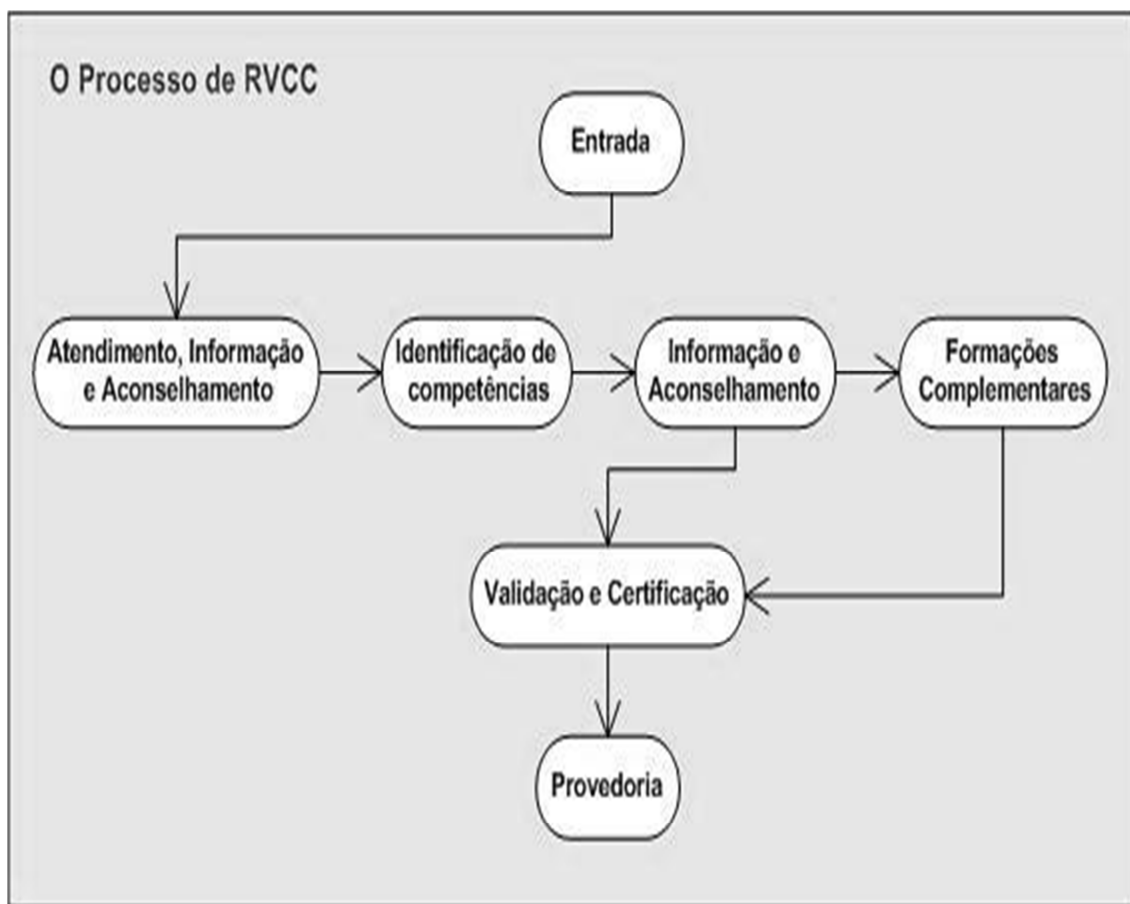 O Processo de RVCC
Entrada
Atendimento, Informação
e Aconselhamento
Identificação de
competências
Informação e
Aconselhamento
Formações
Complementares
Validação e Certificação
Provedoria